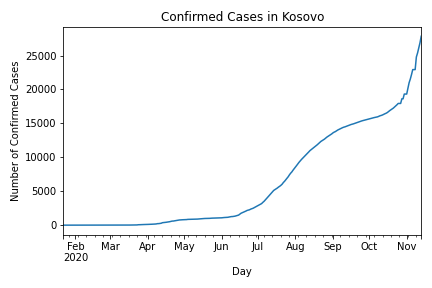 Confirmed Cases in Kosovo
Number of Confirmed Cases
25000
20000
15000
10000
5000
0
Feb Mar Apr May Jun Jul Aug Sep Oct Nov
2020
Day